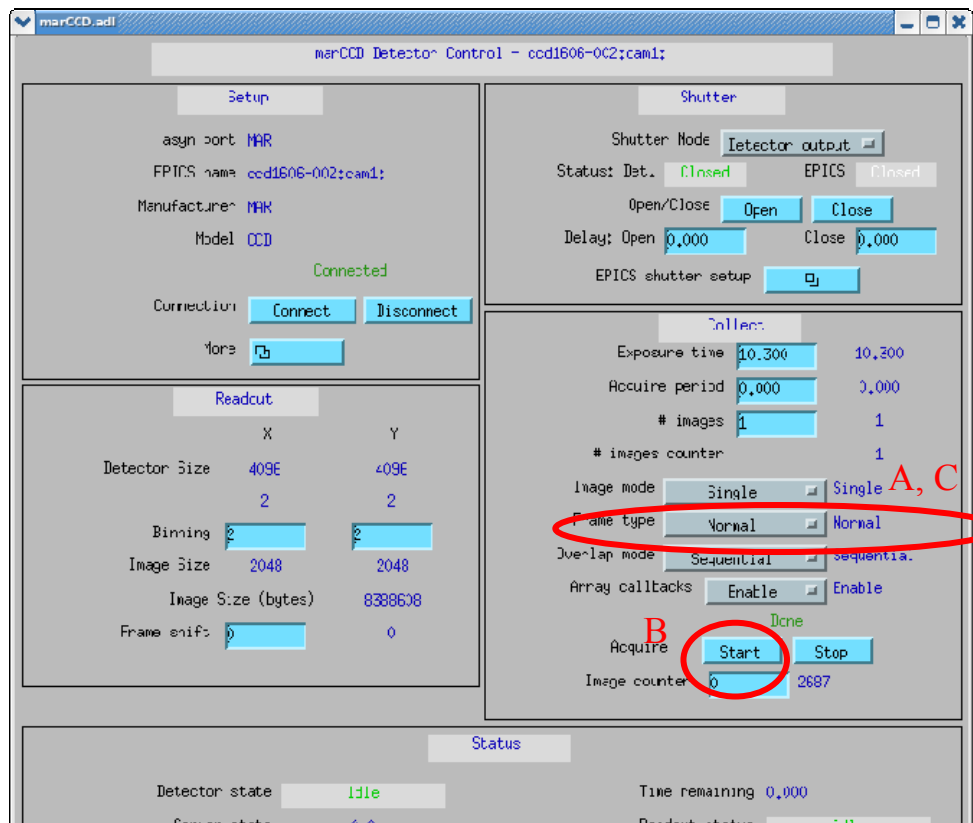 marCCD.adl
marCCD Detector Control - ccd1606-002:cam1:
Setup
asyn port MAR
EPICS name ccd1606-002:cam1:
Manufacturer MAR
Model CCD
Connected
Connection Connect Disconnect
More
Shutter
Shutter Mode Detector output
Status: Det. Closed EPICS Closed
Open/Close Open Close
Delay: Open 0.000 Close 0.000
EPICS shutter setup
Readout
X Y
Detector Size 4096 4096
2 2
Binning 2 2
Image Size 2048 2048
Image Size (bytes) 8388608
Frame shift 0 0
Collect
Exposure time 10.300 10.300
Acquire period 0.000 0.000
# images 1 1
# images counter 1
Image mode Single Single A, C
Frame type Normal Normal
Overlap mode Sequential Sequential
Array callbacks Enable Enable
Done
B
Acquire Start Stop
Image counter 0 2687
Status
Detector state Idle
Time remaining 0.000